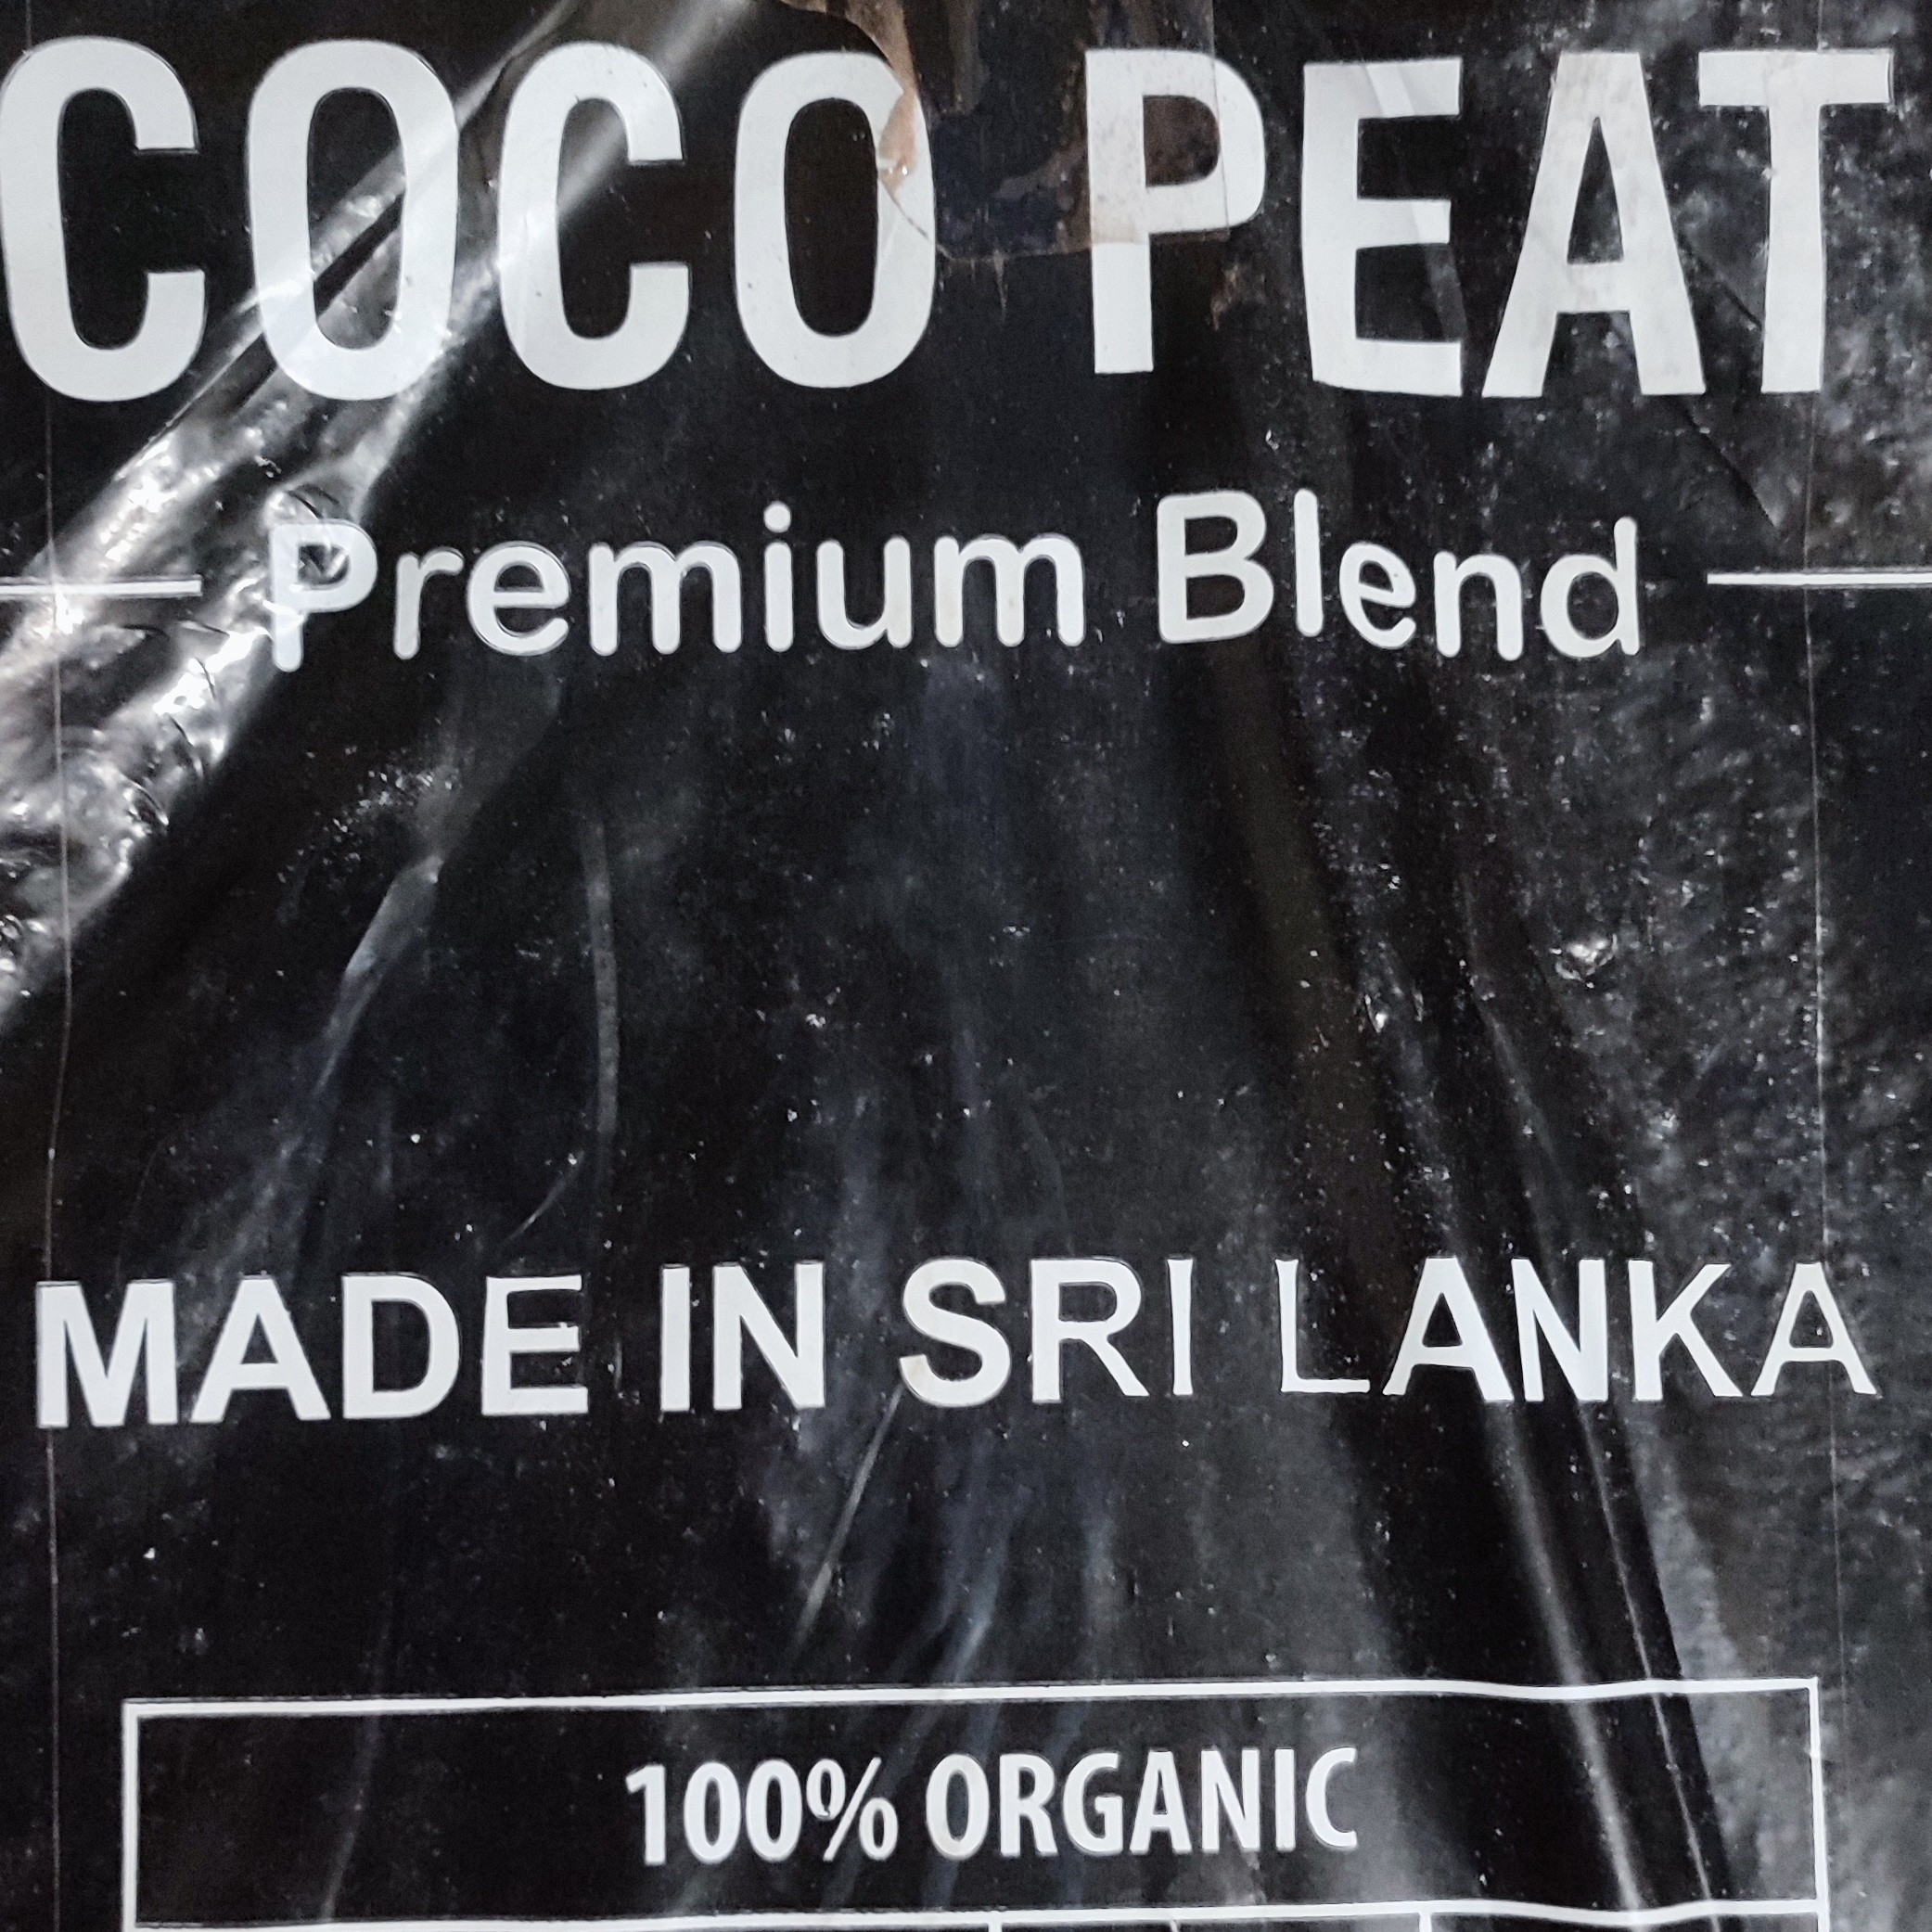 COCO PEAT
Premium Blend
MADE IN SRI LANKA
100% ORGANIC